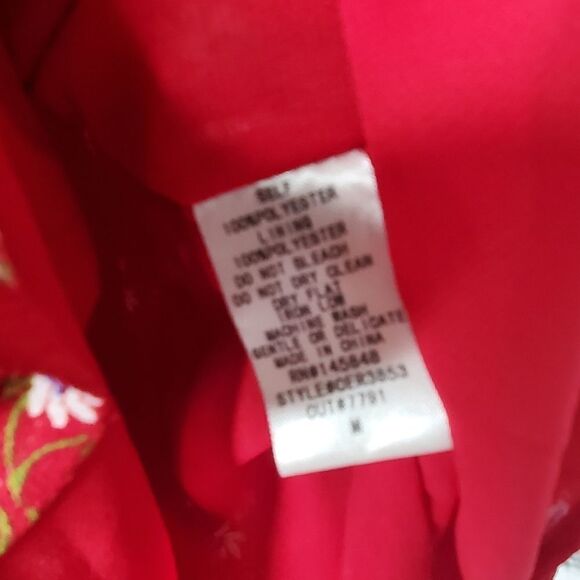 SELF
100%POLYESTER
LINING
100%POLYESTER
DO NOT BLEACH
DO NOT DRY CLEAN
DRY FLAT
IRON LOW
MACHINE WASH
GENTLE OR DELICATE
MADE IN CHINA
RN#145848
STYLE#DER3853
CUT#7791
M